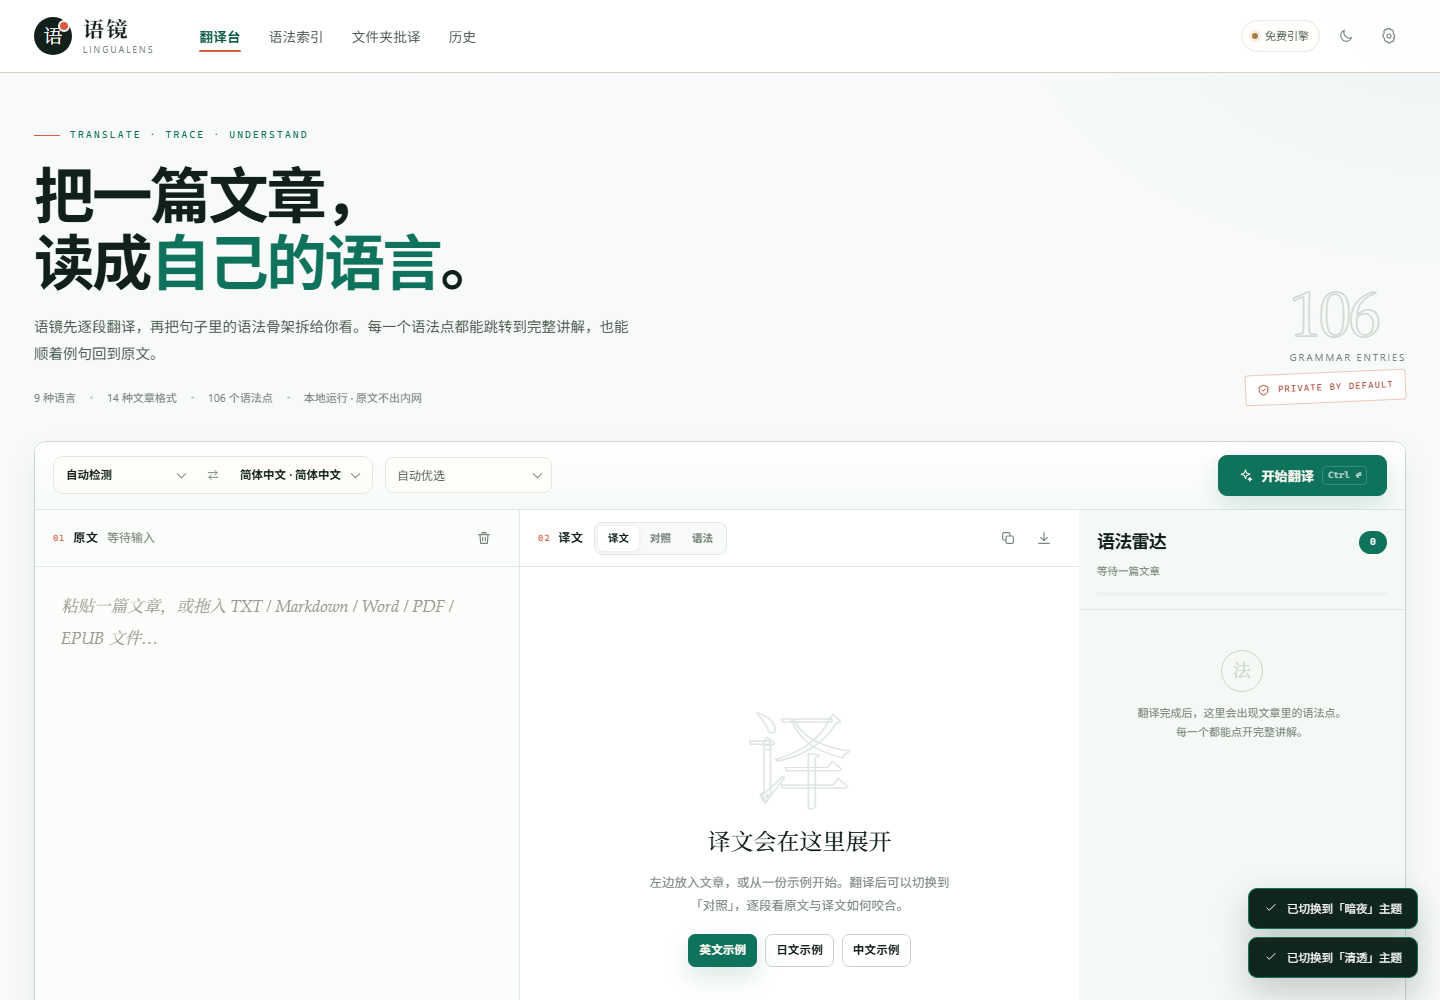 语 语镜
LINGUALENS
翻译台 语法索引 文件夹批译 历史
免费引擎
TRANSLATE · TRACE · UNDERSTAND
把一篇文章，
读成自己的语言。
语镜先逐段翻译，再把句子里的语法骨架拆给你看。每一个语法点都能跳转到完整讲解，也能
顺着例句回到原文。
9 种语言 • 14 种文章格式 • 106 个语法点 • 本地运行 · 原文不出内网
106
GRAMMAR ENTRIES
PRIVATE BY DEFAULT
自动检测 简体中文 · 简体中文 自动优选 开始翻译 Ctrl ⏎
01 原文 等待输入
02 译文 译文 对照 语法
语法雷达 0
等待一篇文章
粘贴一篇文章，或拖入 TXT / Markdown / Word / PDF /
EPUB 文件…
译
译文会在这里展开
左边放入文章，或从一份示例开始。翻译后可以切换到
「对照」，逐段看原文与译文如何咬合。
英文示例 日文示例 中文示例
法
翻译完成后，这里会出现文章里的语法点。
每一个都能点开完整讲解。
已切换到「暗夜」主题
已切换到「清透」主题